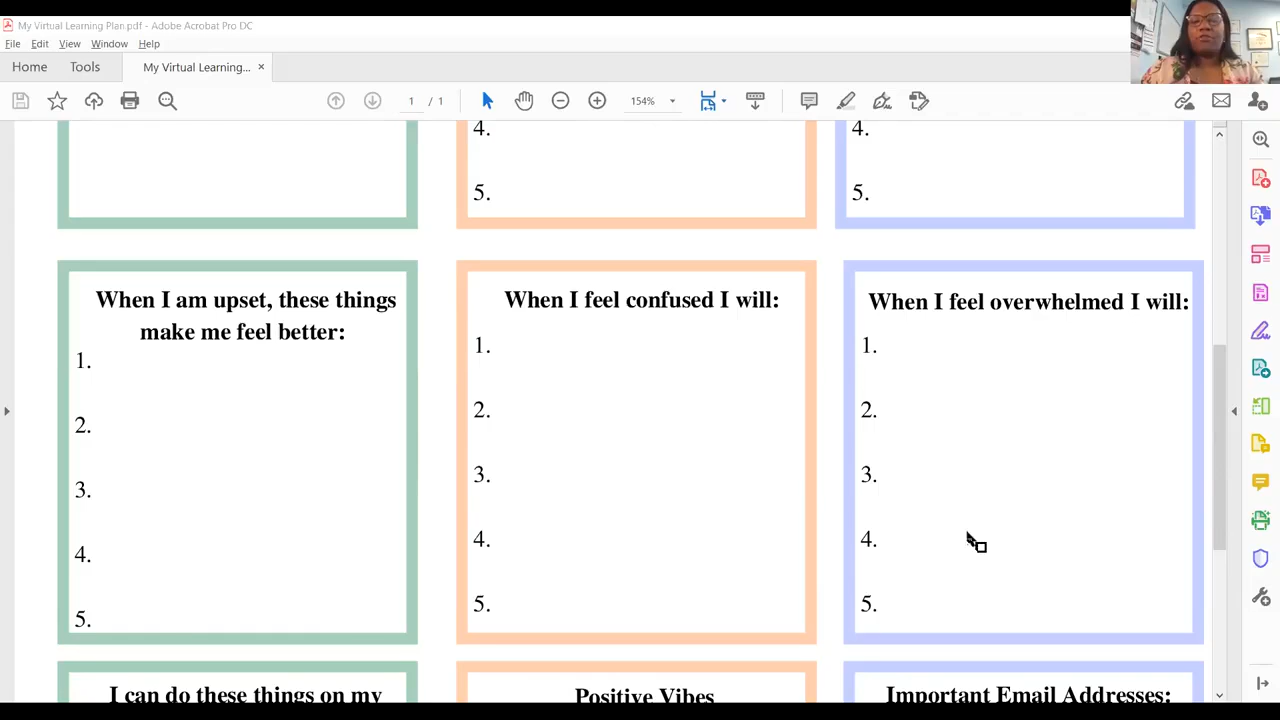 My Virtual Learning Plan.pdf - Adobe Acrobat Pro DC
File Edit View Window Help
Home Tools My Virtual Learning... ×
1 / 1 154%
4.
5.
4.
5.
When I am upset, these things
make me feel better:
1.
2.
3.
4.
5.
When I feel confused I will:
1.
2.
3.
4.
5.
When I feel overwhelmed I will:
1.
2.
3.
4.
5.
I can do these things on my
Positive Vibes
Important Email Addresses: